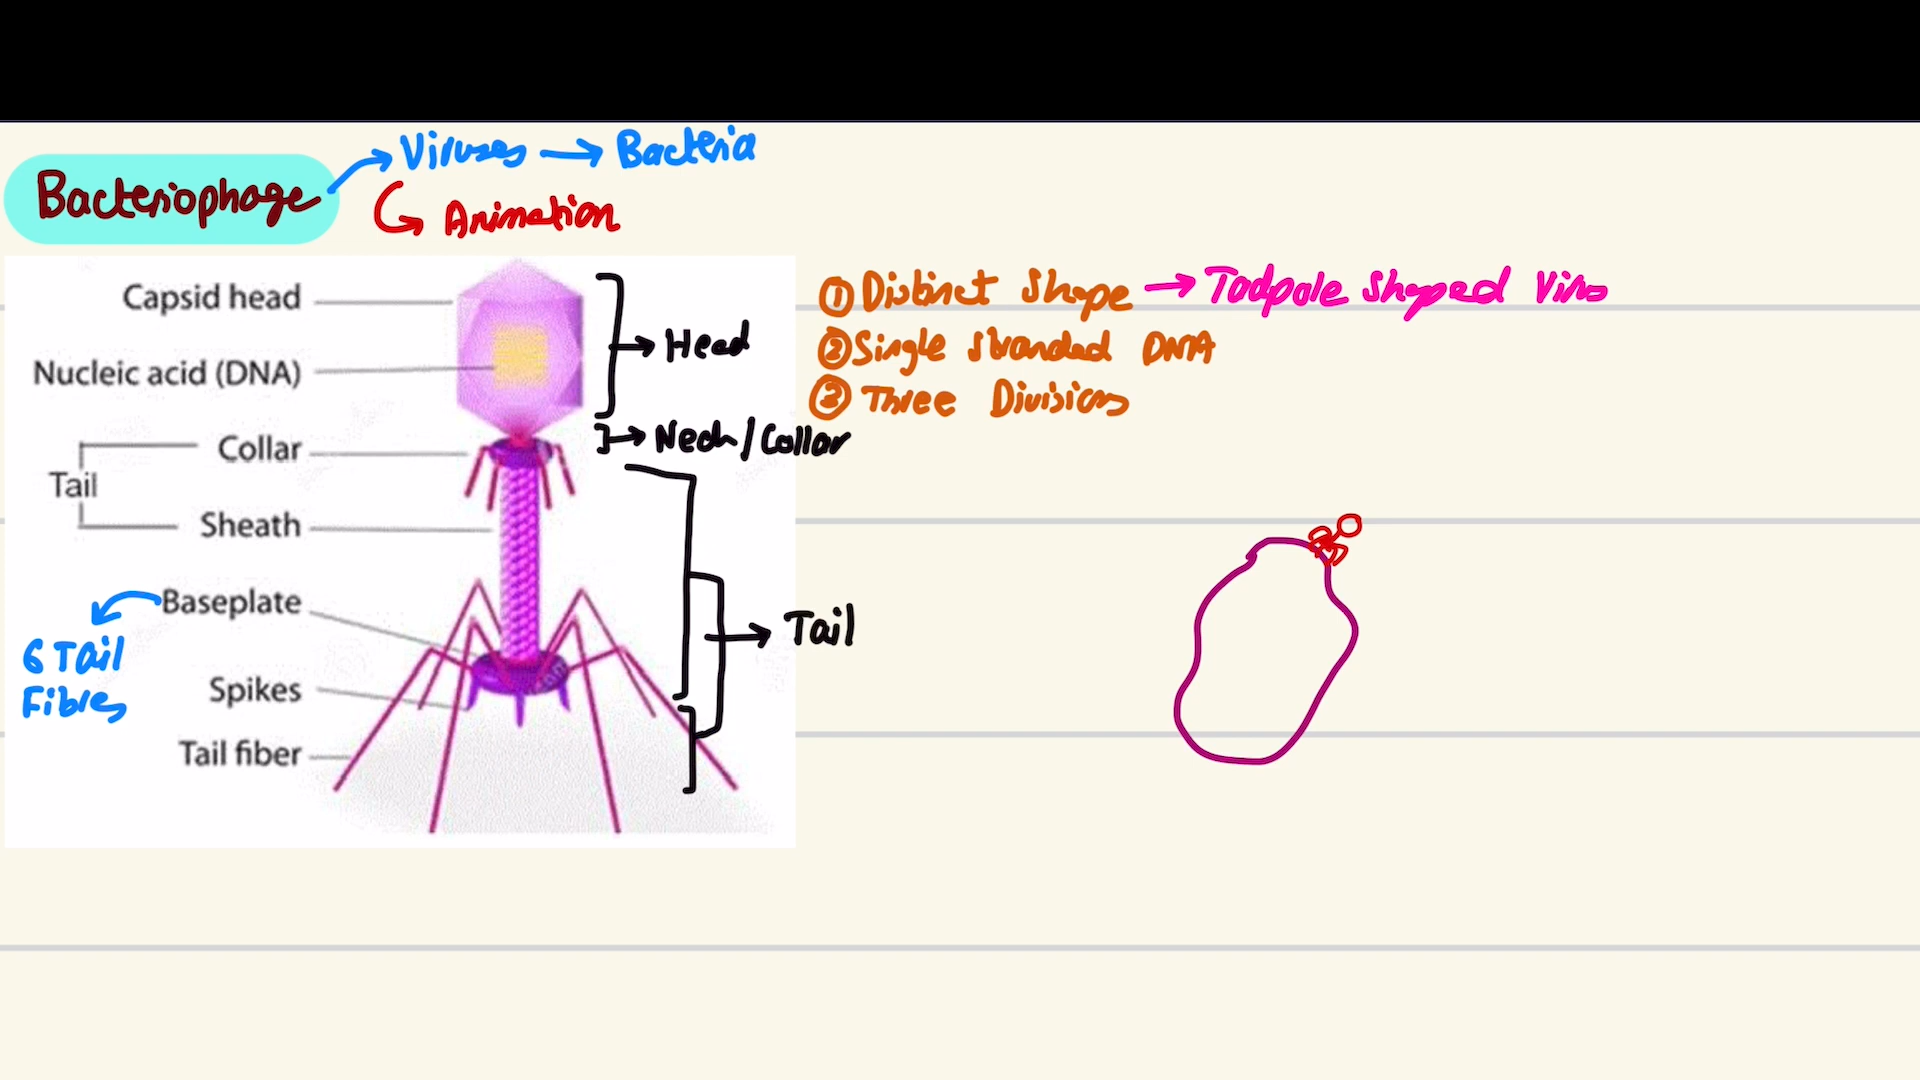 Bacteriophage → Viruses → Bacteria
Animation
Capsid head
Nucleic acid (DNA)
Collar
Tail
Sheath
Baseplate
6 Tail
Fibres
Spikes
Tail fiber
→ Head
→ Neck/Collar
→ Tail
① Distinct Shape → Tadpole Shaped Virus
② Single Stranded DNA
③ Three Divisions